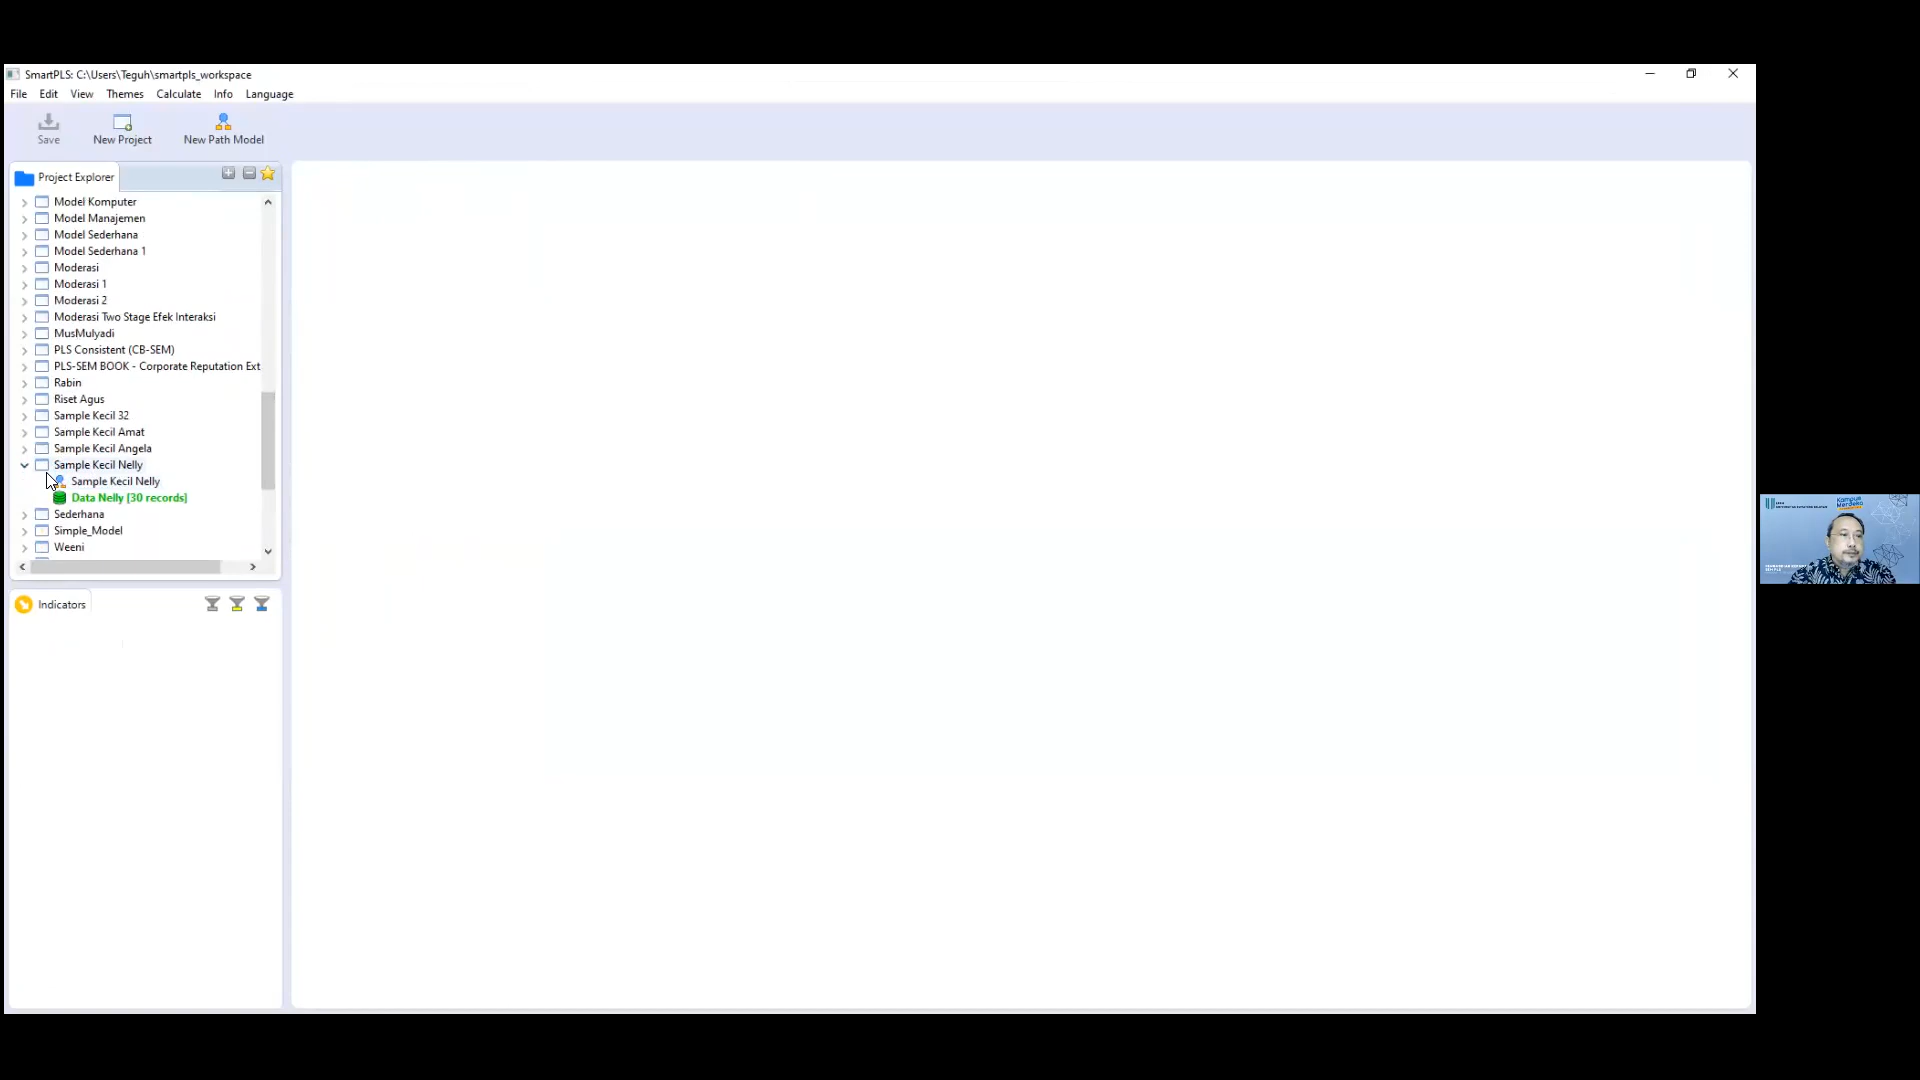 SmartPLS: C:\Users\Teguh\smartpls_workspace
File Edit View Themes Calculate Info Language
Save New Project New Path Model
Project Explorer
Model Komputer
Model Manajemen
Model Sederhana
Model Sederhana 1
Moderasi
Moderasi 1
Moderasi 2
Moderasi Two Stage Efek Interaksi
MusMulyadi
PLS Consistent (CB-SEM)
PLS-SEM BOOK - Corporate Reputation Ext
Rabin
Riset Agus
Sample Kecil 32
Sample Kecil Amat
Sample Kecil Angela
Sample Kecil Nelly
Sample Kecil Nelly
Data Nelly [30 records]
Sederhana
Simple_Model
Weeni
Indicators
Kampus
Merdeka